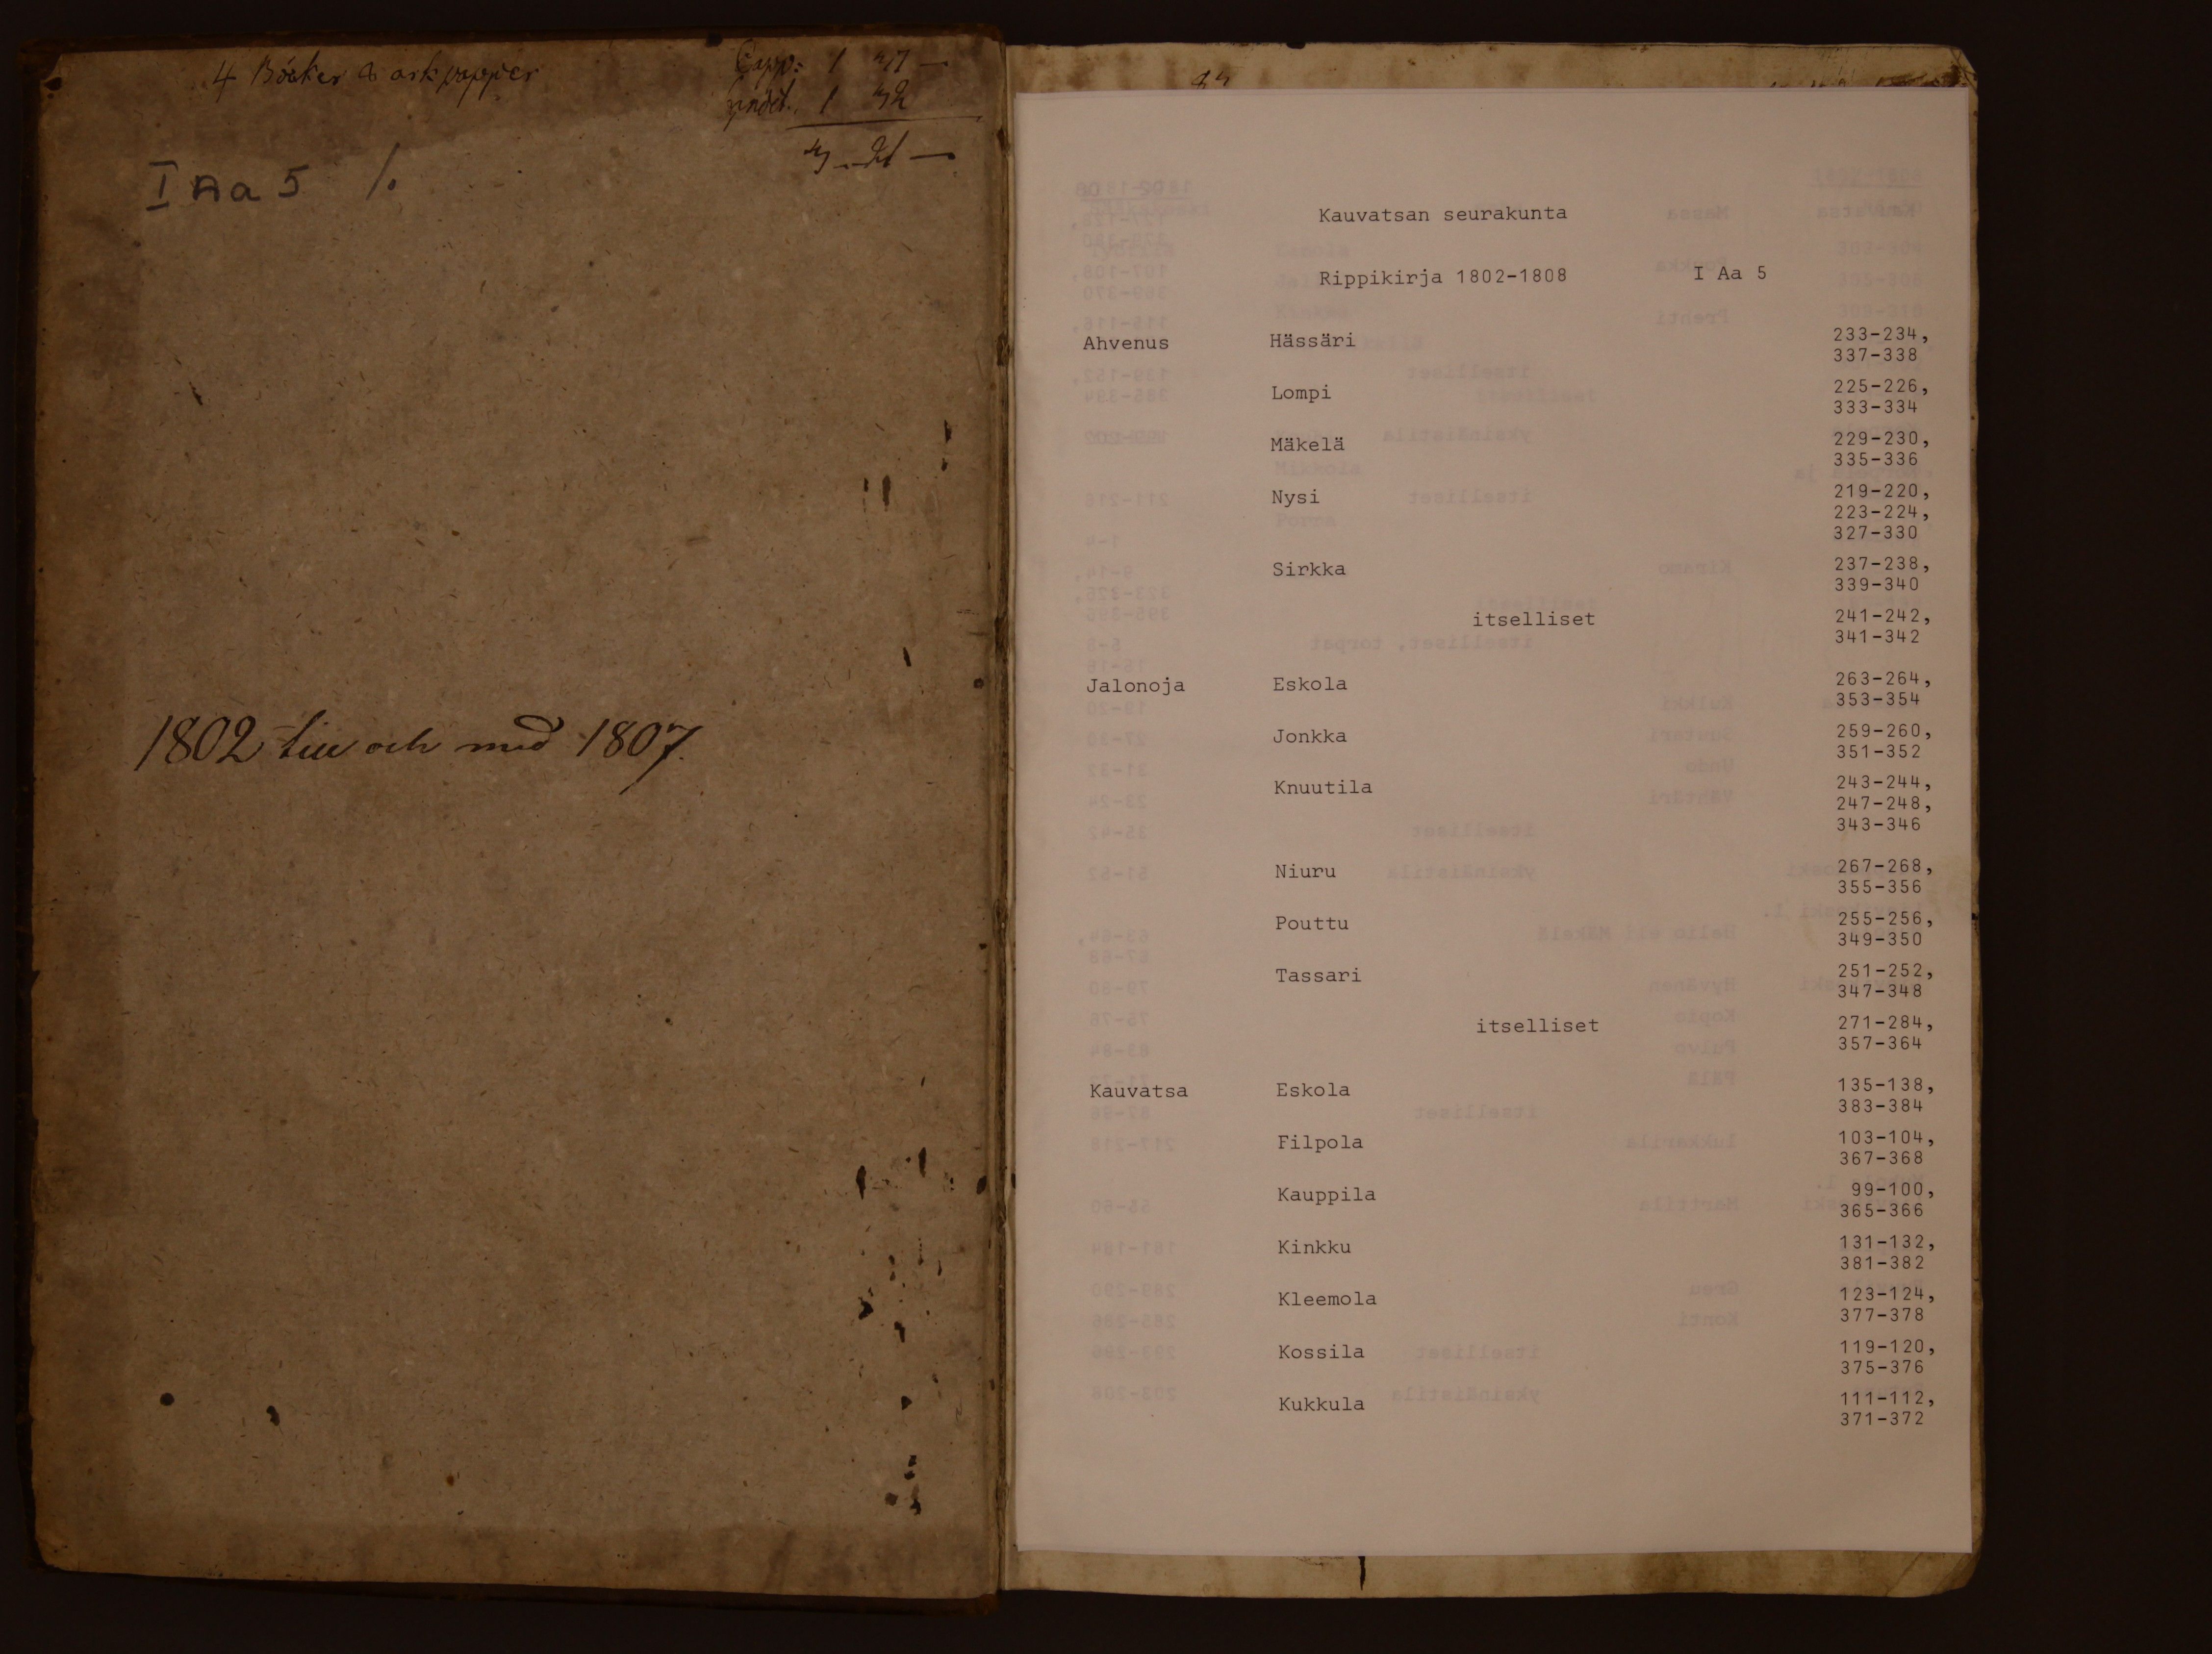 4 Böcker a ark papper
I Aa 5
1802 till och med 1807.
Kauvatsan seurakunta
Rippikirja 1802-1808 I Aa 5
Ahvenus Hässäri 233-234,
337-338
Lompi 225-226,
333-334
Mäkelä 229-230,
335-336
Nysi 219-220,
223-224,
327-330
Sirkka 237-238,
339-340
itselliset 241-242,
341-342
Jalonoja Eskola 263-264,
353-354
Jonkka 259-260,
351-352
Knuutila 243-244,
247-248,
343-346
Niuru 267-268,
355-356
Pouttu 255-256,
349-350
Tassari 251-252,
347-348
itselliset 271-284,
357-364
Kauvatsa Eskola 135-138,
383-384
Filpola 103-104,
367-368
Kauppila 99-100,
365-366
Kinkku 131-132,
381-382
Kleemola 123-124,
377-378
Kossila 119-120,
375-376
Kukkula 111-112,
371-372